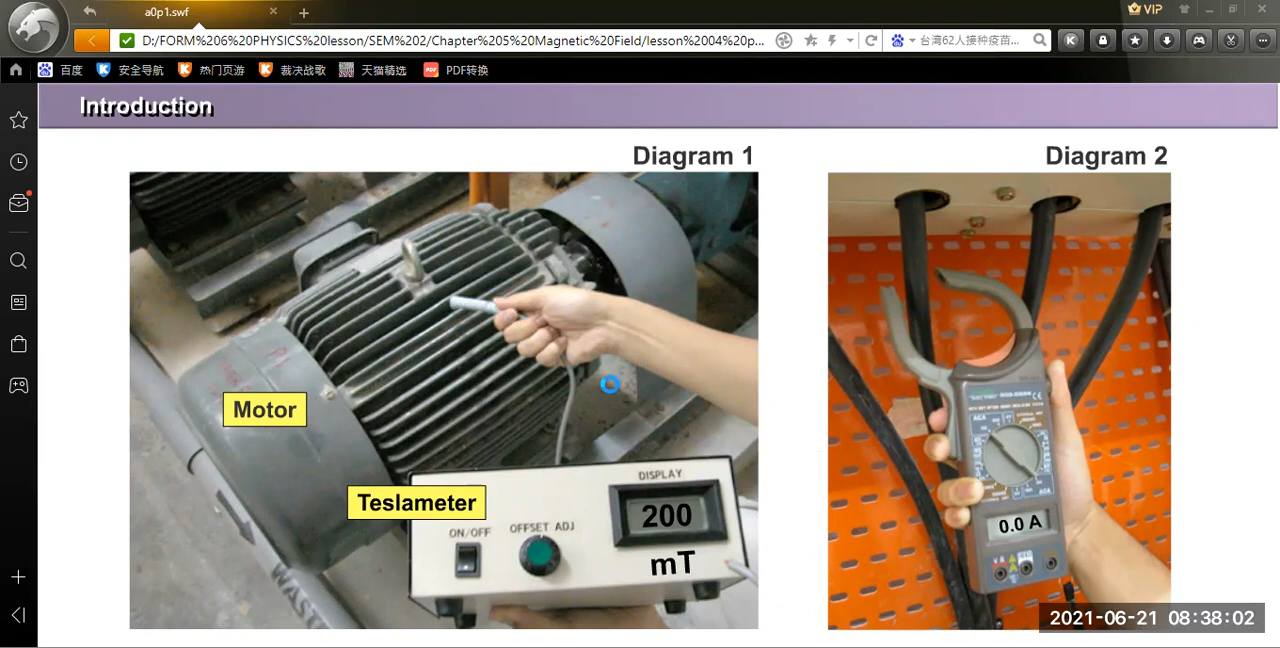 a0p1.swf
VIP
D:/FORM%206%20PHYSICS%20lesson/SEM%202/Chapter%205%20Magnetic%20Field/lesson%2004%20p...
台湾62人接种疫苗...
百度
安全导航
热门页游
裁决战歌
天猫精选
PDF转换
Introduction
Diagram 1
Diagram 2
Motor
Teslameter
DISPLAY
200
mT
ON/OFF
OFFSET ADJ
ACA
ACA
0.0 A
2021-06-21 08:38:02